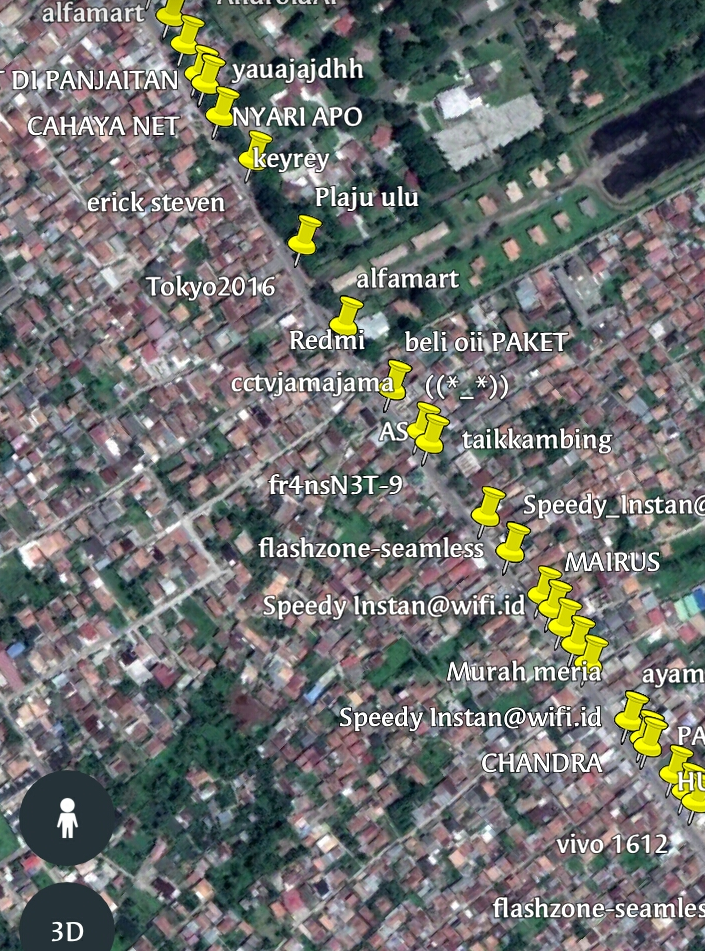 alfamart
DI PANJAITAN
yauajajdhh
CAHAYA NET
NYARI APO
keyrey
erick steven
Plaju ulu
Tokyo2016
alfamart
Redmi
beli oii PAKET
cctvjamajama
((*_*))
AS
taikkambing
fr4nsN3T-9
Speedy_Instan@
flashzone-seamless
MAIRUS
Speedy Instan@wifi.id
Murah meria
ayam
Speedy Instan@wifi.id
PA
CHANDRA
HU
vivo 1612
flashzone-seamles
3D